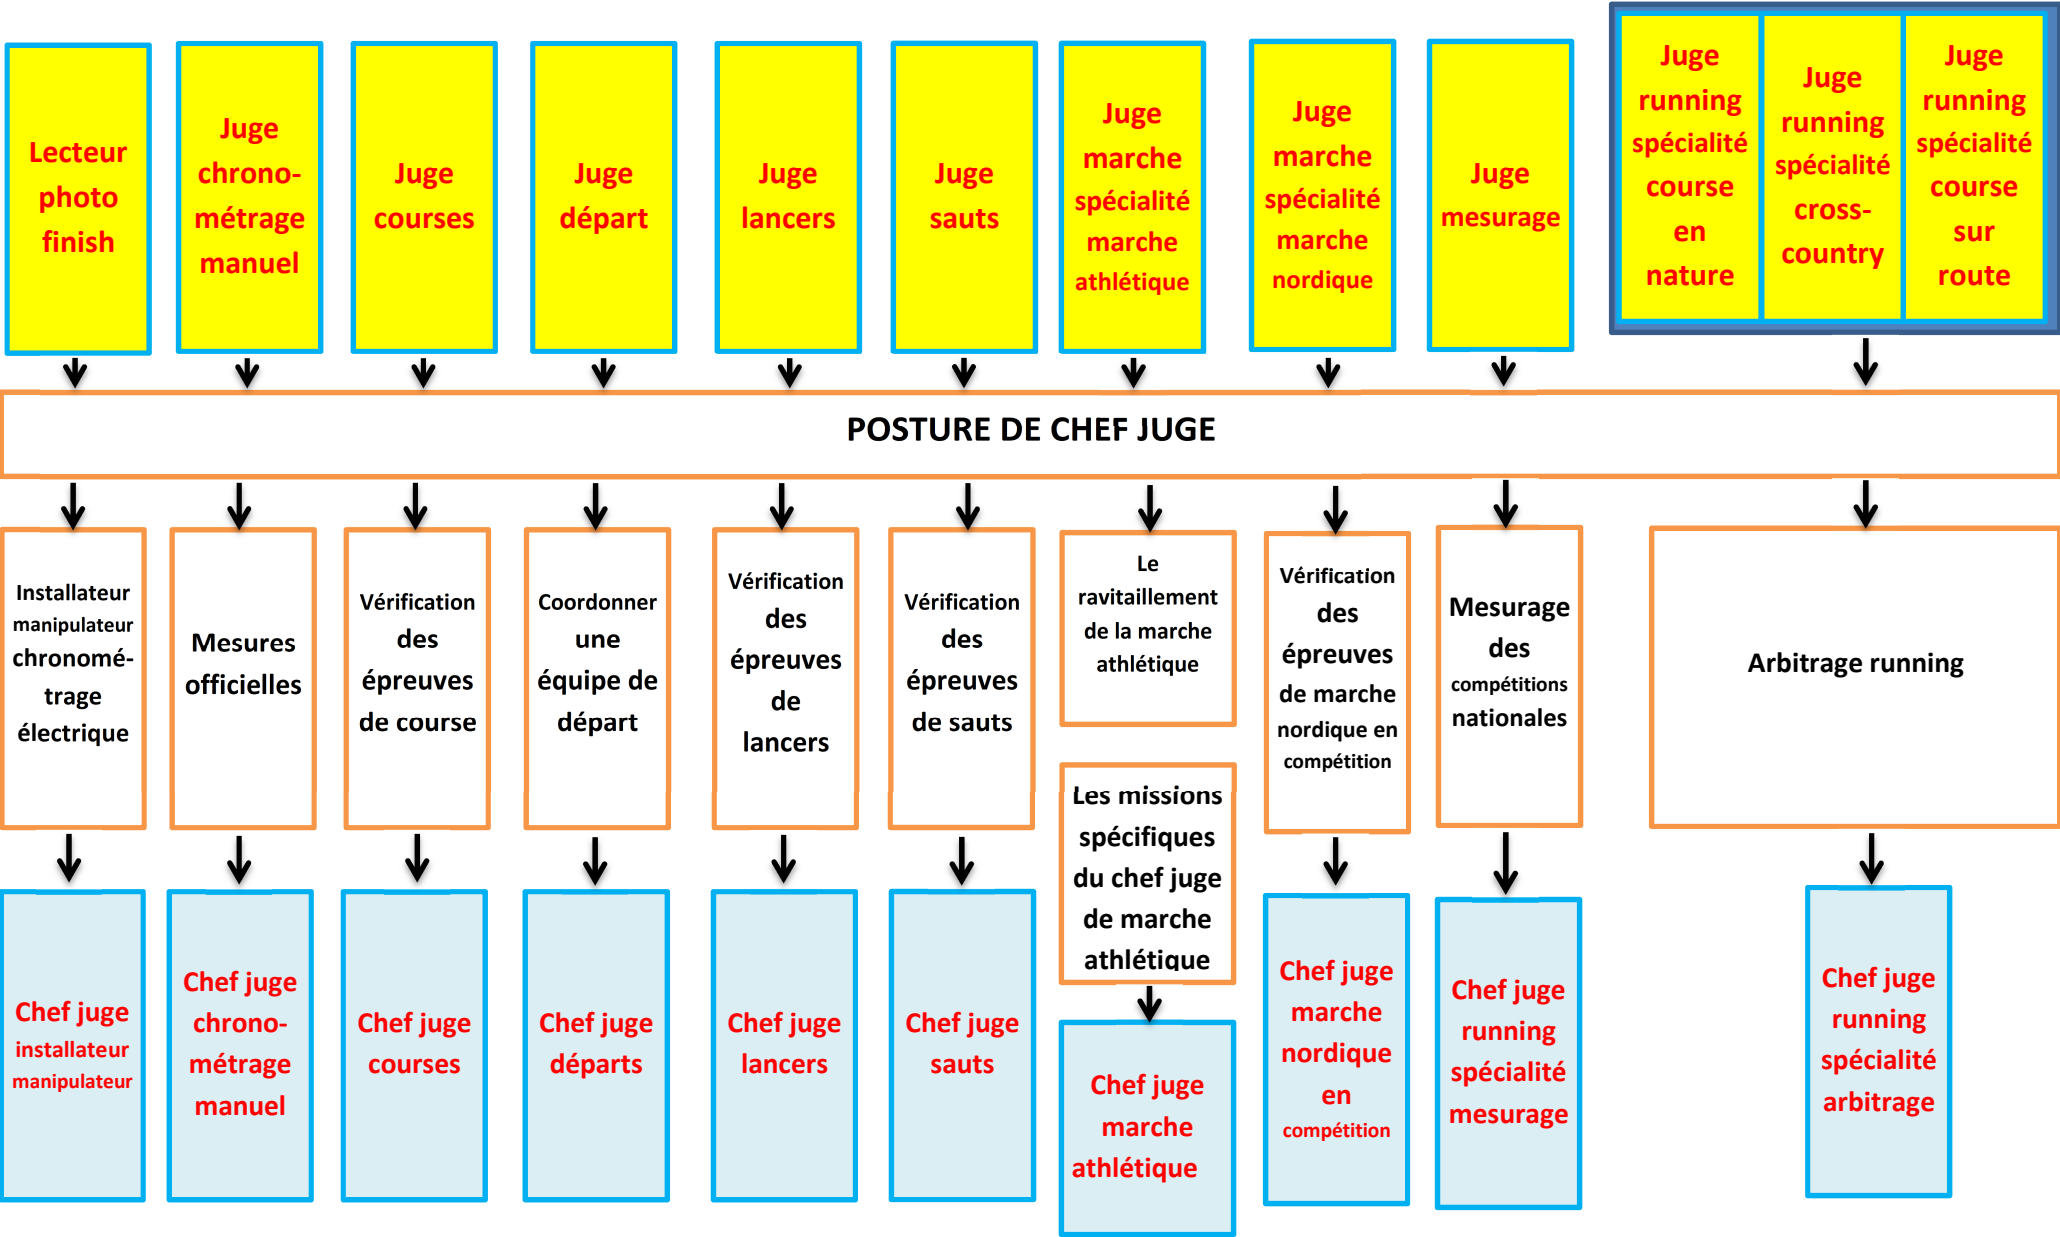 Lecteur
photo
finish
Juge
chrono-
métrage
manuel
Juge
courses
Juge
départ
Juge
lancers
Juge
sauts
Juge
marche
spécialité
marche
athlétique
Juge
marche
spécialité
marche
nordique
Juge
mesurage
Juge
running
spécialité
course
en
nature
Juge
running
spécialité
cross-
country
Juge
running
spécialité
course
sur
route
POSTURE DE CHEF JUGE
Installateur
manipulateur
chronomé-
trage
électrique
Mesures
officielles
Vérification
des
épreuves
de course
Coordonner
une
équipe de
départ
Vérification
des
épreuves
de
lancers
Vérification
des
épreuves
de sauts
Le
ravitaillement
de la marche
athlétique
Les missions
spécifiques
du chef juge
de marche
athlétique
Vérification
des
épreuves
de marche
nordique en
compétition
Mesurage
des
compétitions
nationales
Arbitrage running
Chef juge
installateur
manipulateur
Chef juge
chrono-
métrage
manuel
Chef juge
courses
Chef juge
départs
Chef juge
lancers
Chef juge
sauts
Chef juge
marche
athlétique
Chef juge
marche
nordique
en
compétition
Chef juge
running
spécialité
mesurage
Chef juge
running
spécialité
arbitrage